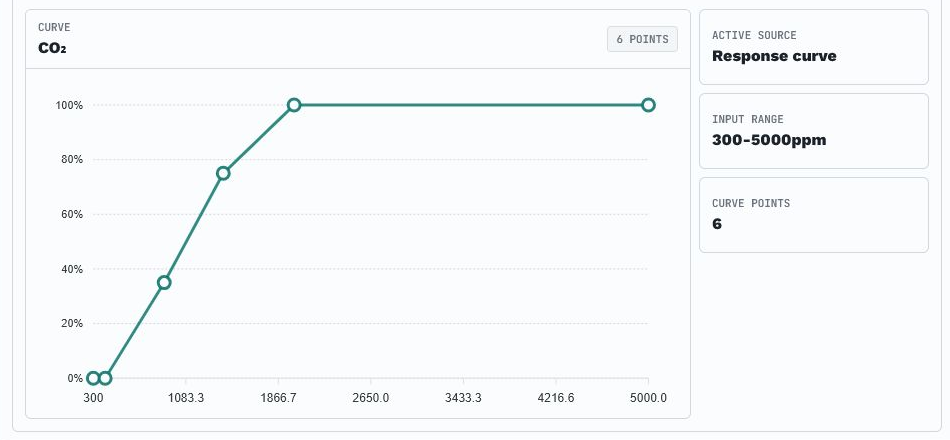 CURVE
CO₂
6 POINTS
100%
80%
60%
40%
20%
0%
300
1083.3
1866.7
2650.0
3433.3
4216.6
5000.0
ACTIVE SOURCE
Response curve
INPUT RANGE
300-5000ppm
CURVE POINTS
6